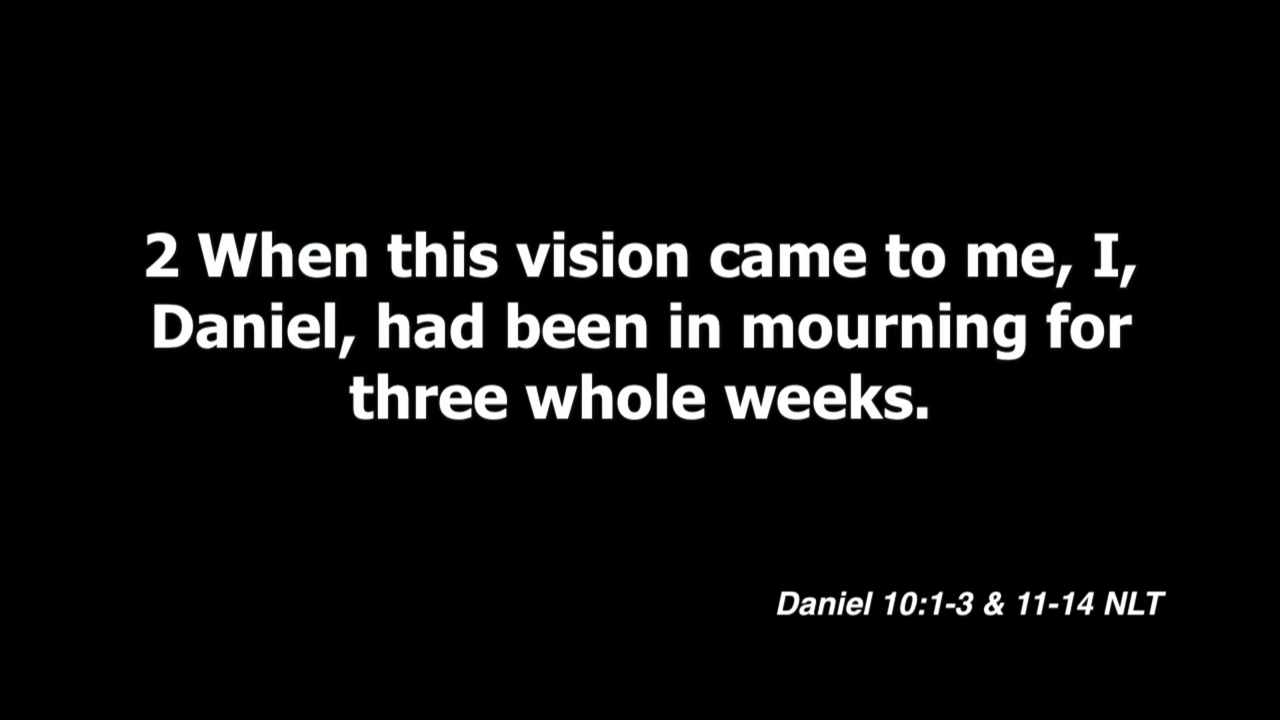 2 When this vision came to me, I,
Daniel, had been in mourning for
three whole weeks.
Daniel 10:1-3 & 11-14 NLT